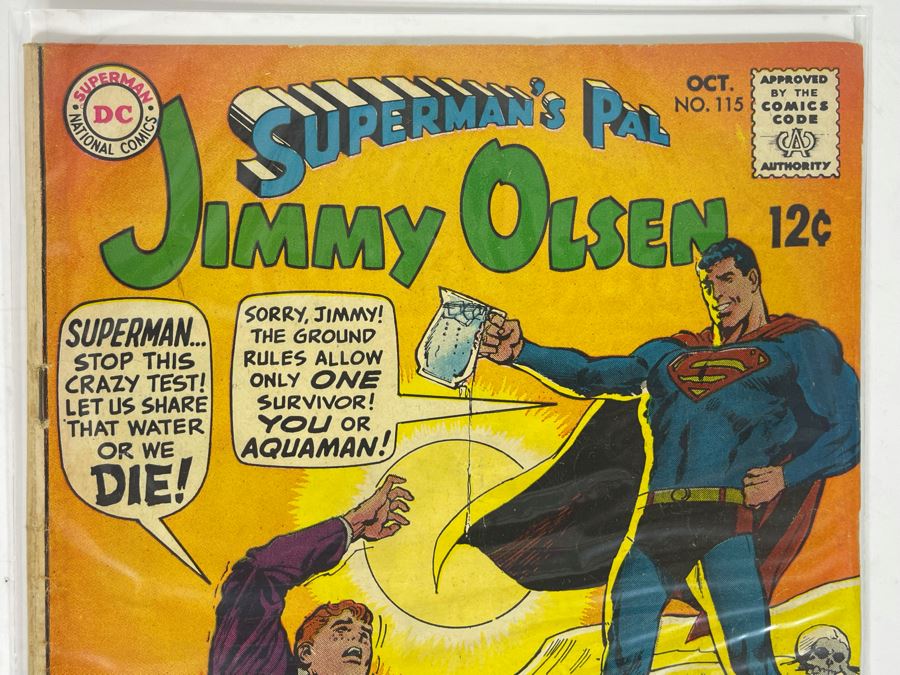 SUPERMAN
DC
NATIONAL COMICS
SUPERMAN'S PAL
JIMMY OLSEN
OCT.
NO. 115
APPROVED
BY THE
COMICS
CODE
CA
AUTHORITY
12¢
SUPERMAN...
STOP THIS
CRAZY TEST!
LET US SHARE
THAT WATER
OR WE
DIE!
SORRY, JIMMY!
THE GROUND
RULES ALLOW
ONLY ONE
SURVIVOR!
YOU OR
AQUAMAN!
S